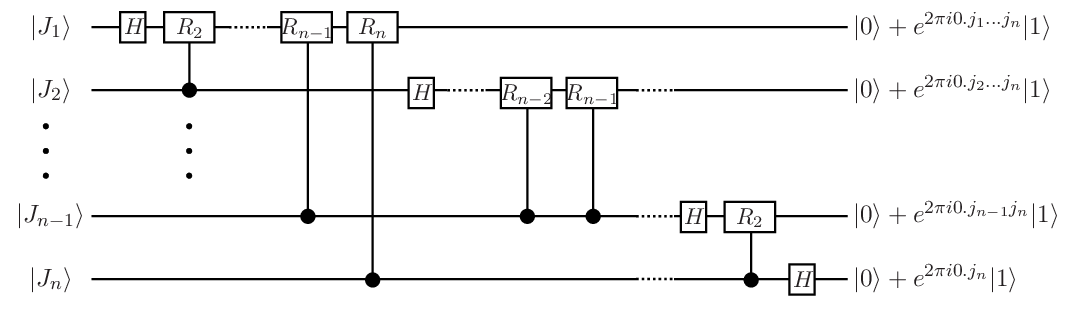 |J₁⟩ H R₂ Rₙ₋₁ Rₙ |0⟩ + e^{2πi0.j₁...jₙ}|1⟩
|J₂⟩ H Rₙ₋₂ Rₙ₋₁ |0⟩ + e^{2πi0.j₂...jₙ}|1⟩
|Jₙ₋₁⟩ H R₂ |0⟩ + e^{2πi0.jₙ₋₁jₙ}|1⟩
|Jₙ⟩ H |0⟩ + e^{2πi0.jₙ}|1⟩